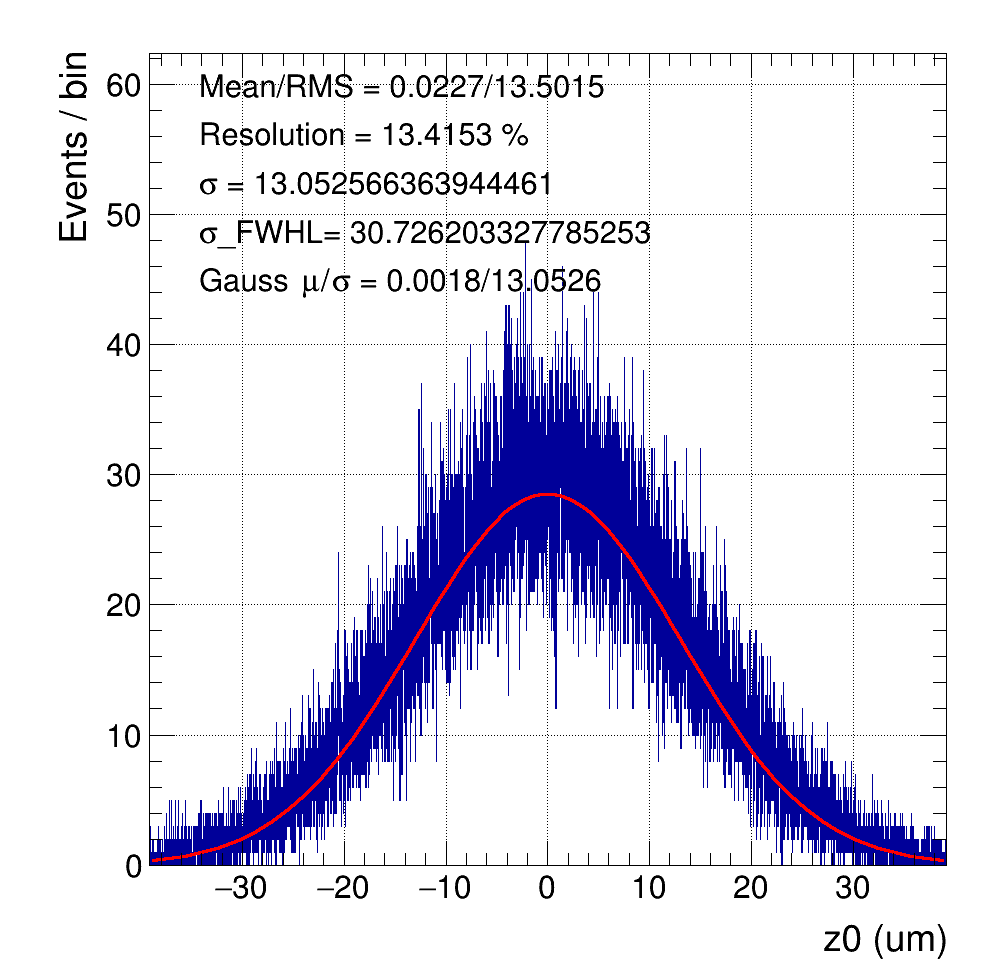 Events / bin
60
50
40
30
20
10
0
Mean/RMS = 0.0227/13.5015
Resolution = 13.4153 %
σ = 13.052566363944461
σ_FWHL= 30.726203327785253
Gauss μ/σ = 0.0018/13.0526
−30 −20 −10 0 10 20 30
z0 (um)